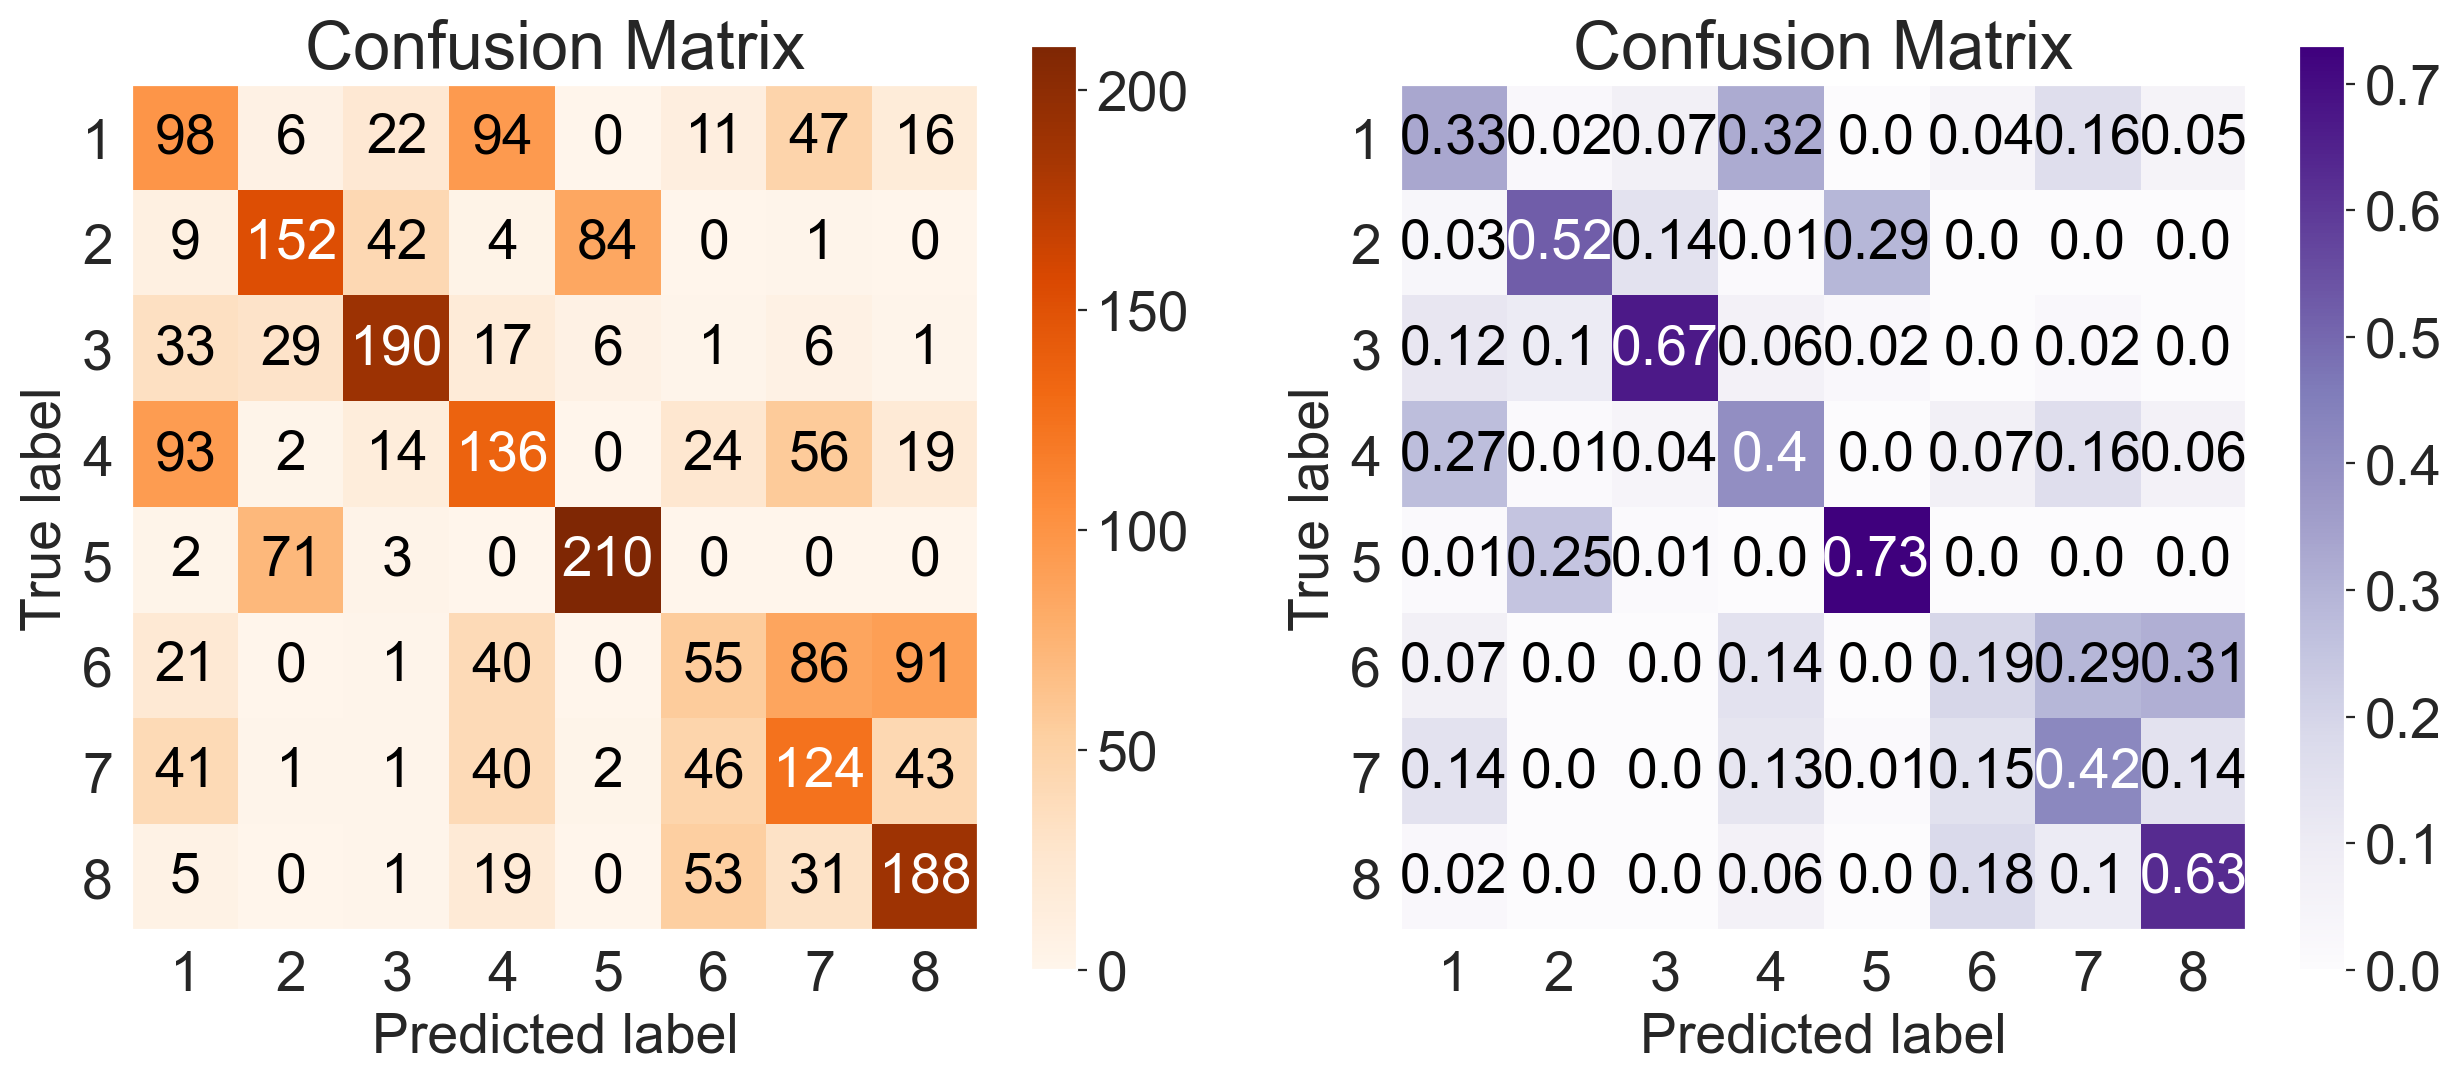 Confusion Matrix
1 98 6 22 94 0 11 47 16
2 9 152 42 4 84 0 1 0
3 33 29 190 17 6 1 6 1
4 93 2 14 136 0 24 56 19
5 2 71 3 0 210 0 0 0
6 21 0 1 40 0 55 86 91
7 41 1 1 40 2 46 124 43
8 5 0 1 19 0 53 31 188
1 2 3 4 5 6 7 8
True label
Predicted label
200
150
100
50
0
Confusion Matrix
1 0.33 0.02 0.07 0.32 0.0 0.04 0.16 0.05
2 0.03 0.52 0.14 0.01 0.29 0.0 0.0 0.0
3 0.12 0.1 0.67 0.06 0.02 0.0 0.02 0.0
4 0.27 0.01 0.04 0.4 0.0 0.07 0.16 0.06
5 0.01 0.25 0.01 0.0 0.73 0.0 0.0 0.0
6 0.07 0.0 0.0 0.14 0.0 0.19 0.29 0.31
7 0.14 0.0 0.0 0.13 0.01 0.15 0.42 0.14
8 0.02 0.0 0.0 0.06 0.0 0.18 0.1 0.63
1 2 3 4 5 6 7 8
True label
Predicted label
0.7
0.6
0.5
0.4
0.3
0.2
0.1
0.0